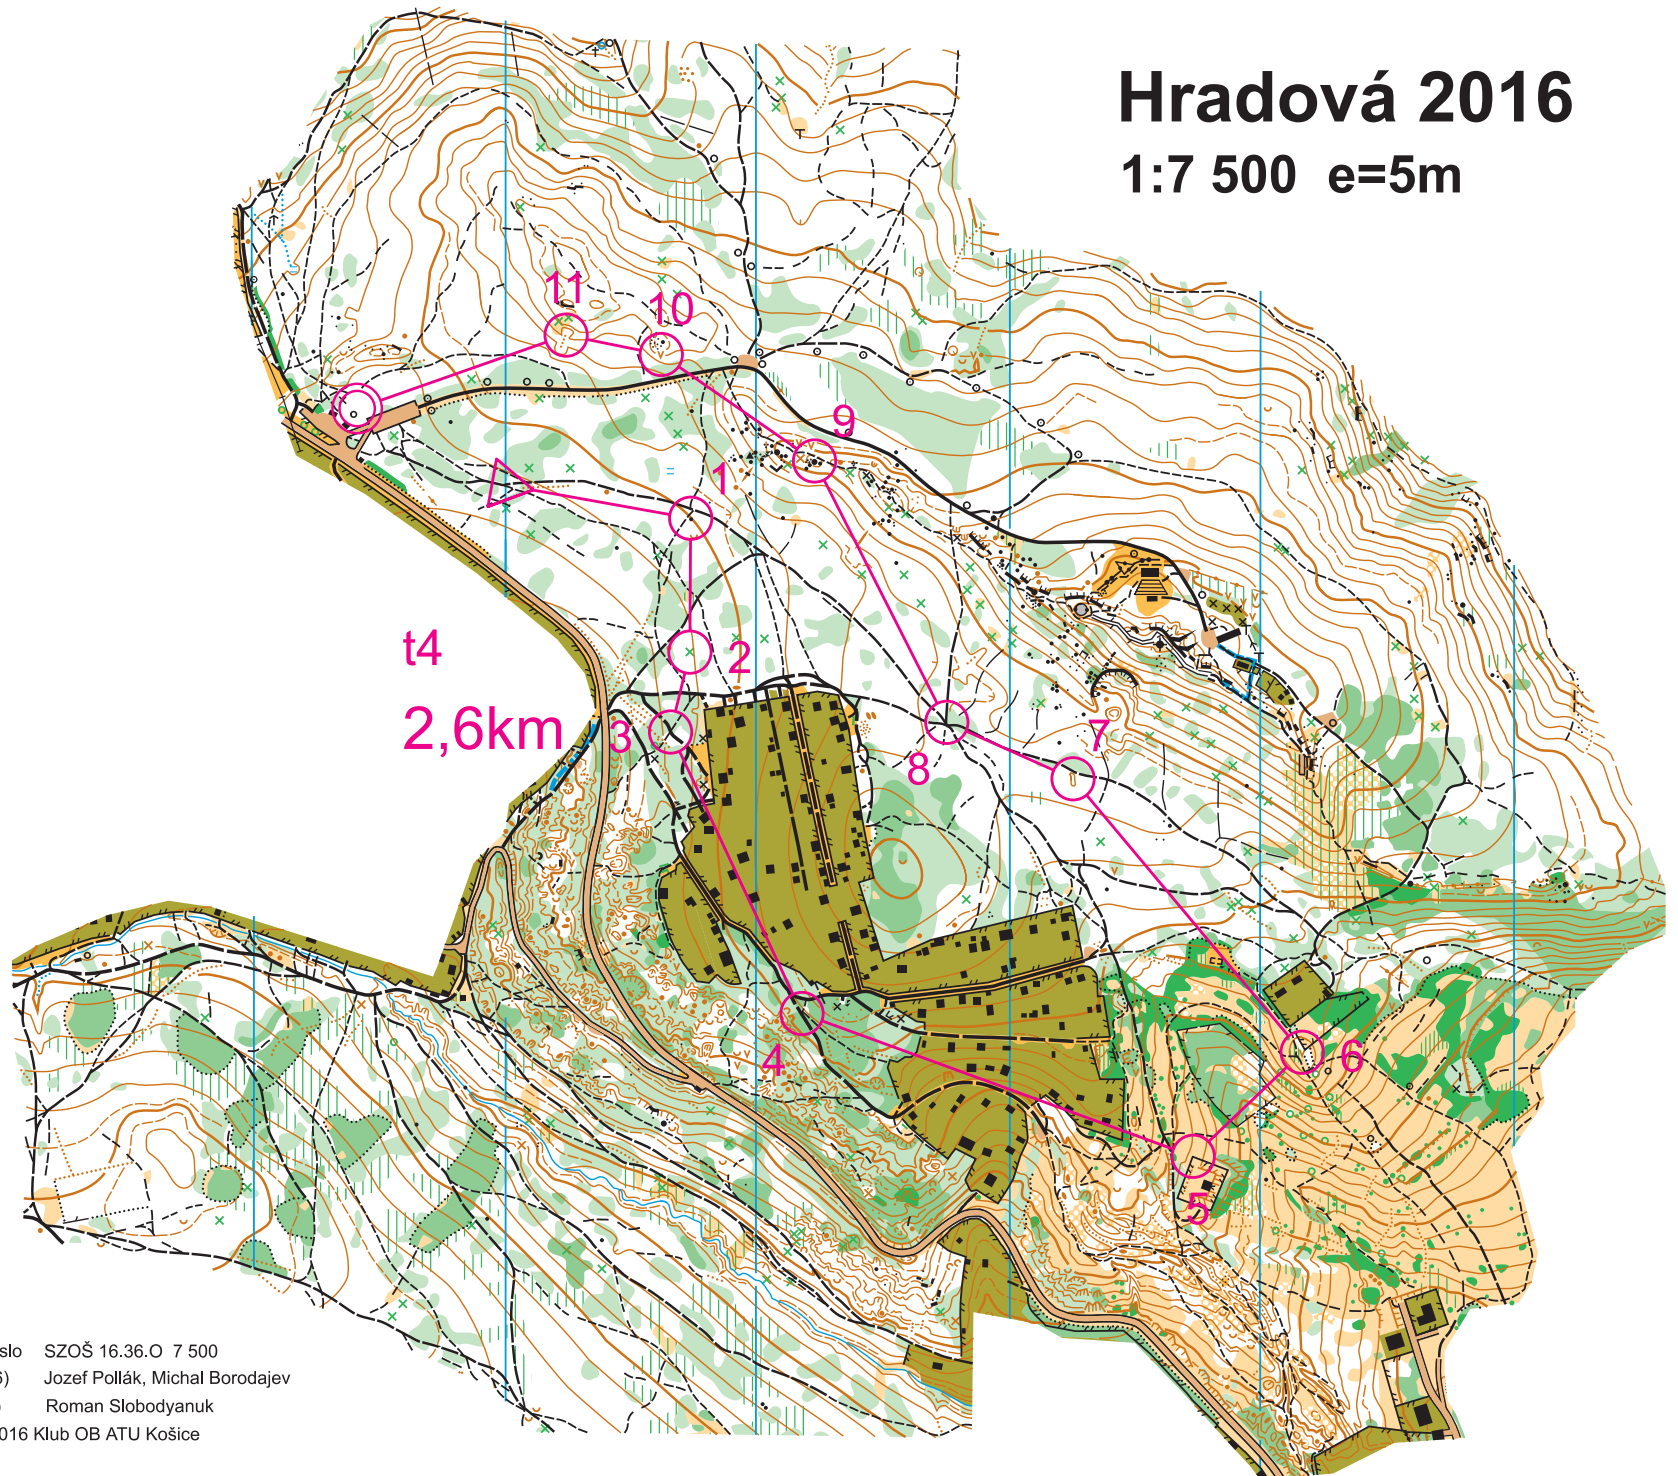 Hradová 2016
1:7 500 e=5m
11
10
9
1
t4
2
2,6km
3
7
8
4
6
5
slo SZOŠ 16.36.O 7 500
6) Jozef Pollák, Michal Borodajev
) Roman Slobodyanuk
016 Klub OB ATU Košice